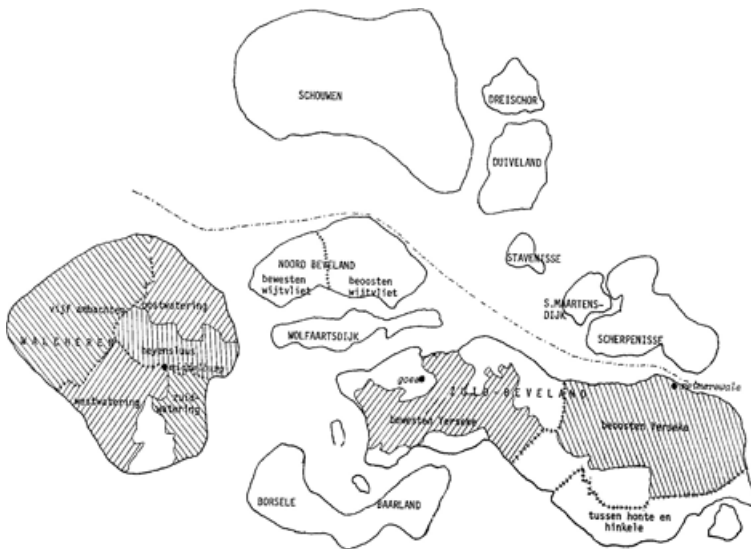 SCHOUWEN
DREISCHOR
DUIVELAND
STAVENISSE
S.MAARTENS-
DIJK
SCHERPENISSE
NOORD BEVELAND
bewesten
wijtvliet
beoosten
wijtvliet
WOLFAARTSDIJK
vijf ambachten
oostwatering
WALCHEREN
middelburg
westwatering
zuid-
watering
goes
ZUID-BEVELAND
bewesten Yerseke
beoosten Yerseke
BORSELE
BAARLAND
tussen honte en
hinkele